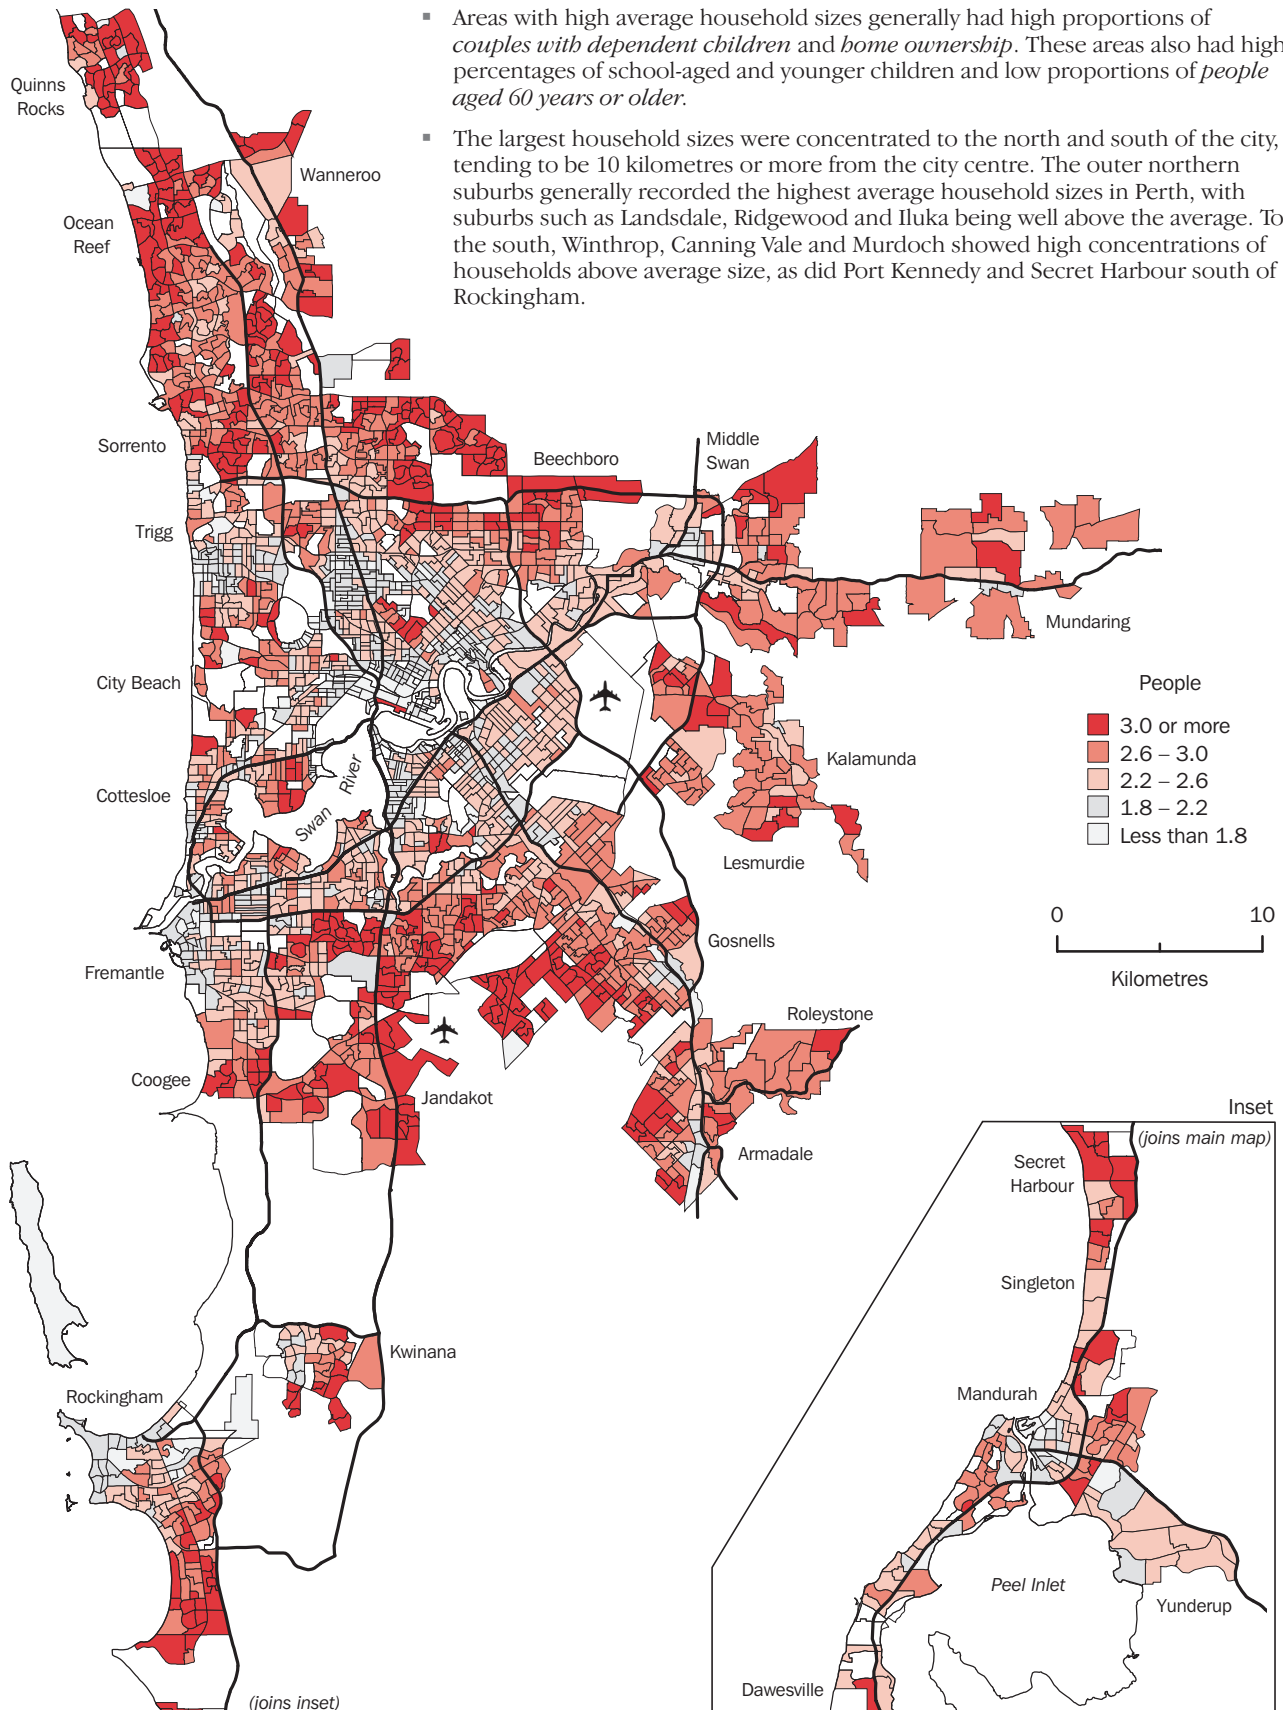 ▪ Areas with high average household sizes generally had high proportions of
couples with dependent children and home ownership. These areas also had high
percentages of school-aged and younger children and low proportions of people
aged 60 years or older.
▪ The largest household sizes were concentrated to the north and south of the city,
tending to be 10 kilometres or more from the city centre. The outer northern
suburbs generally recorded the highest average household sizes in Perth, with
suburbs such as Landsdale, Ridgewood and Iluka being well above the average. To
the south, Winthrop, Canning Vale and Murdoch showed high concentrations of
households above average size, as did Port Kennedy and Secret Harbour south of
Rockingham.
Quinns
Rocks
Wanneroo
Ocean
Reef
Sorrento
Beechboro
Middle
Swan
Trigg
Mundaring
City Beach
People
3.0 or more
2.6 – 3.0
2.2 – 2.6
1.8 – 2.2
Less than 1.8
Kalamunda
Cottesloe
Swan River
Lesmurdie
0 10
Kilometres
Gosnells
Fremantle
Roleystone
Coogee
Jandakot
Armadale
Inset
(joins main map)
Secret
Harbour
Singleton
Kwinana
Rockingham
Mandurah
Peel Inlet
Yunderup
Dawesville
(joins inset)